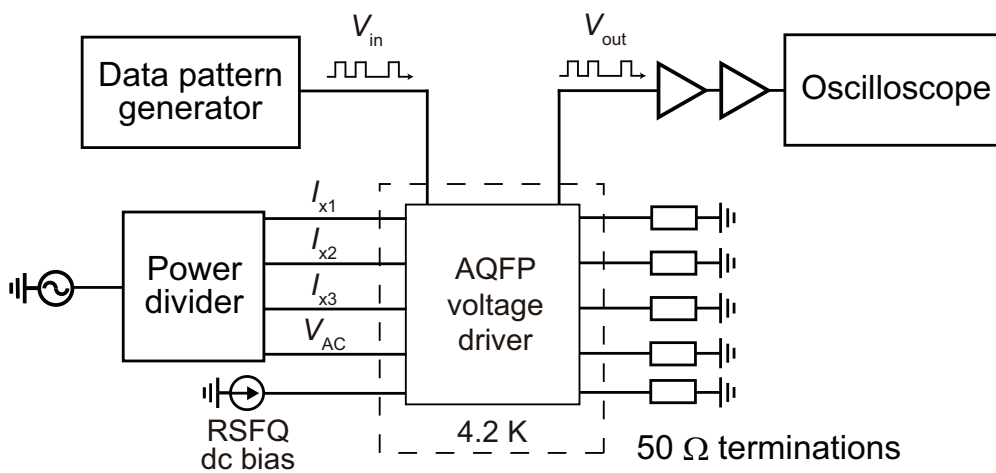 V_in
V_out
Data pattern
generator
Oscilloscope
I_x1
I_x2
I_x3
V_AC
Power
divider
AQFP
voltage
driver
RSFQ
dc bias
4.2 K
50 Ω terminations